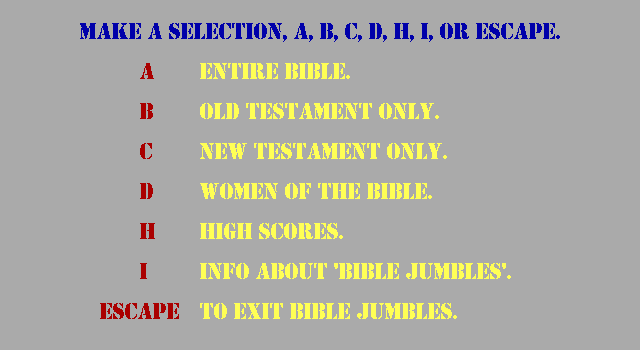 MAKE A SELECTION, A, B, C, D, H, I, OR ESCAPE.
A ENTIRE BIBLE.
B OLD TESTAMENT ONLY.
C NEW TESTAMENT ONLY.
D WOMEN OF THE BIBLE.
H HIGH SCORES.
I INFO ABOUT 'BIBLE JUMBLES'.
ESCAPE TO EXIT BIBLE JUMBLES.